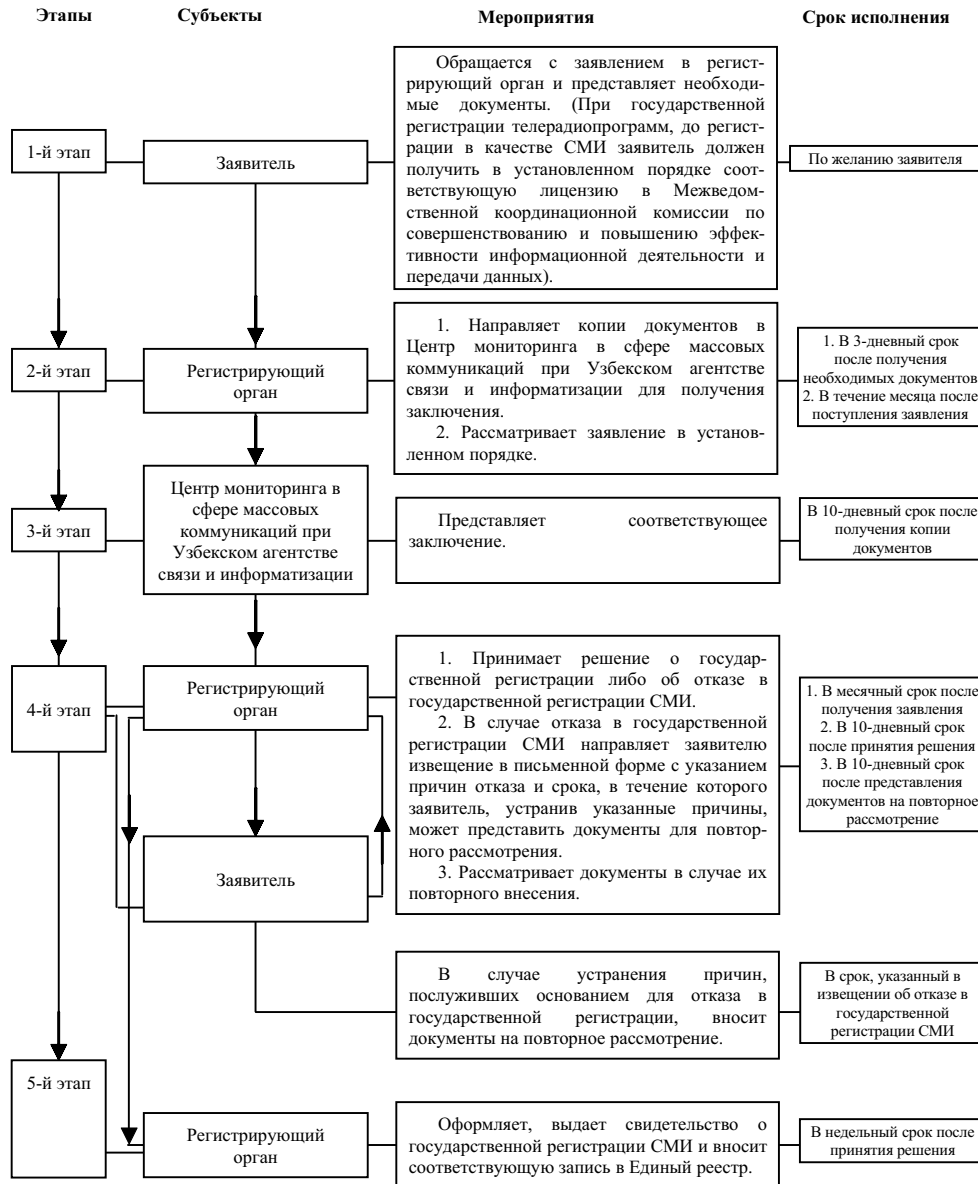 Этапы
Субъекты
Мероприятия
Срок исполнения
1-й этап
Заявитель
Обращается с заявлением в регист-
рирующий орган и представляет необходи-
мые документы. (При государственной
регистрации телерадиопрограмм, до регист-
рации в качестве СМИ заявитель должен
получить в установленном порядке соот-
ветствующую лицензию в Межведом-
ственной координационной комиссии по
совершенствованию и повышению эффек-
тивности информационной деятельности и
передачи данных).
По желанию заявителя
2-й этап
Регистрирующий
орган
1. Направляет копии документов в
Центр мониторинга в сфере массовых
коммуникаций при Узбекском агентстве
связи и информатизации для получения
заключения.
2. Рассматривает заявление в установ-
ленном порядке.
1. В 3-дневный срок
после получения
необходимых документов
2. В течение месяца после
поступления заявления
3-й этап
Центр мониторинга в
сфере массовых
коммуникаций при
Узбекском агентстве
связи и информатизации
Представляет соответствующее
заключение.
В 10-дневный срок после
получения копии
документов
4-й этап
Регистрирующий
орган
1. Принимает решение о государ-
ственной регистрации либо об отказе в
государственной регистрации СМИ.
2. В случае отказа в государственной
регистрации СМИ направляет заявителю
извещение в письменной форме с указанием
причин отказа и срока, в течение которого
заявитель, устранив указанные причины,
может представить документы для повтор-
ного рассмотрения.
3. Рассматривает документы в случае их
повторного внесения.
1. В месячный срок после
получения заявления
2. В 10-дневный срок
после принятия решения
3. В 10-дневный срок
после представления
документов на повторное
рассмотрение
Заявитель
В случае устранения причин,
послуживших основанием для отказа в
государственной регистрации, вносит
документы на повторное рассмотрение.
В срок, указанный в
извещении об отказе в
государственной
регистрации СМИ
5-й этап
Регистрирующий
орган
Оформляет, выдает свидетельство о
государственной регистрации СМИ и вносит
соответствующую запись в Единый реестр.
В недельный срок после
принятия решения